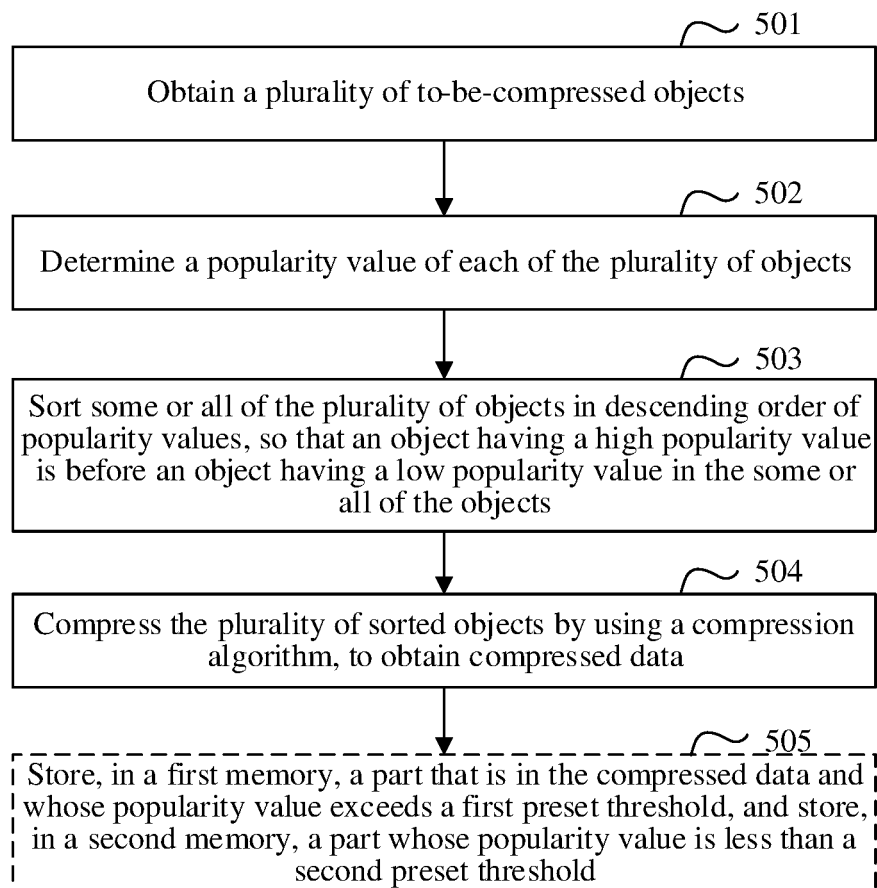 501
Obtain a plurality of to-be-compressed objects
502
Determine a popularity value of each of the plurality of objects
503
Sort some or all of the plurality of objects in descending order of
popularity values, so that an object having a high popularity value
is before an object having a low popularity value in the some or
all of the objects
504
Compress the plurality of sorted objects by using a compression
algorithm, to obtain compressed data
505
Store, in a first memory, a part that is in the compressed data and
whose popularity value exceeds a first preset threshold, and store,
in a second memory, a part whose popularity value is less than a
second preset threshold